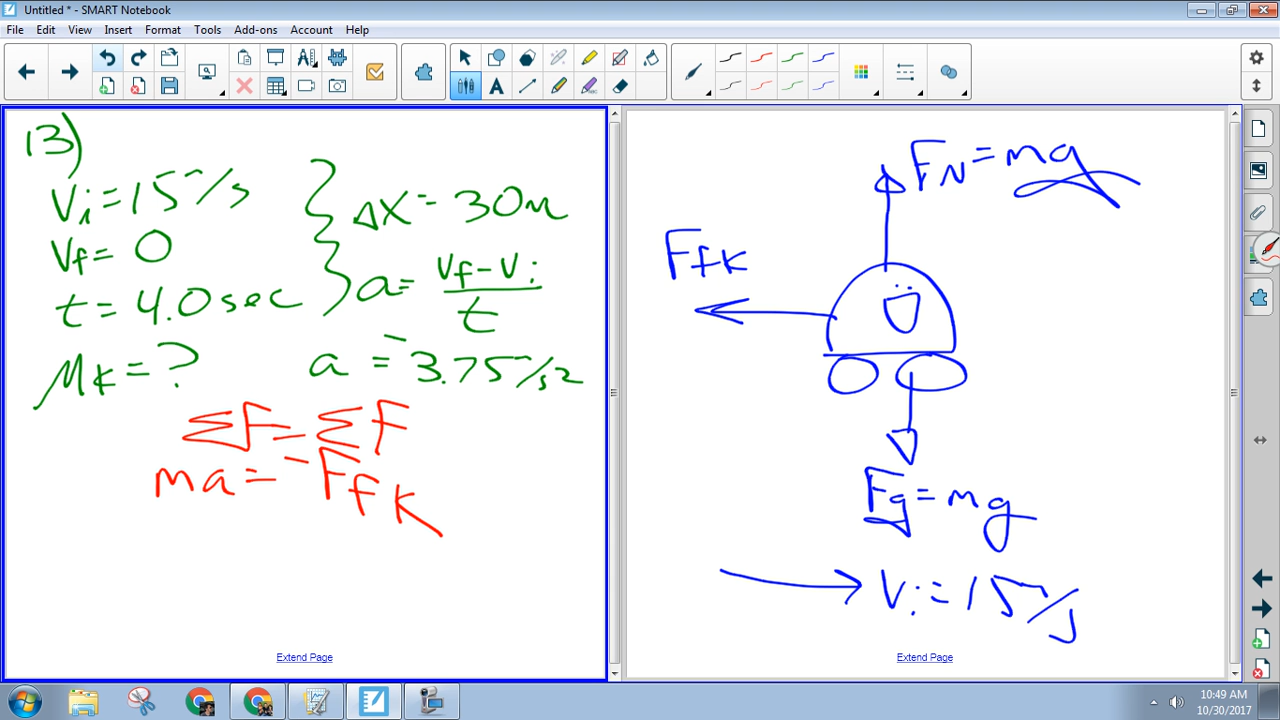 Untitled * - SMART Notebook
File Edit View Insert Format Tools Add-ons Account Help
13)
Vi = 15 m/s
Vf = 0
t = 4.0 sec
μk = ?
Δx = 30m
a = Vf - Vi / t
a = -3.75 m/s2
ΣF = ΣF
ma = -Ffk
Extend Page
FN = mg
Ffk
Fg = mg
Vi = 15 m/s
Extend Page
10:49 AM
10/30/2017